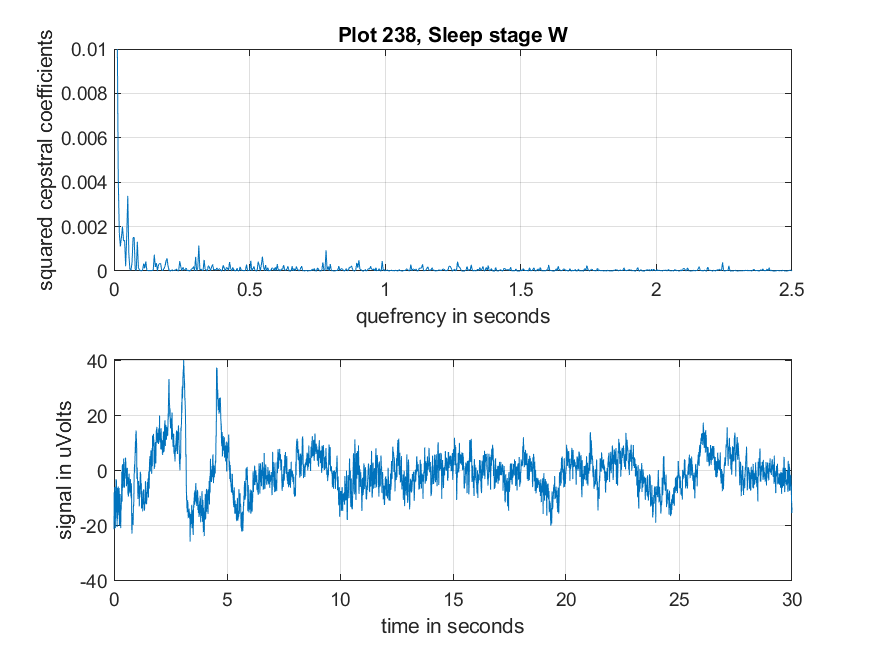 Plot 238, Sleep stage W
squared cepstral coefficients
0.01
0.008
0.006
0.004
0.002
0
0 0.5 1 1.5 2 2.5
quefrency in seconds
signal in uVolts
40
20
0
-20
-40
0 5 10 15 20 25 30
time in seconds